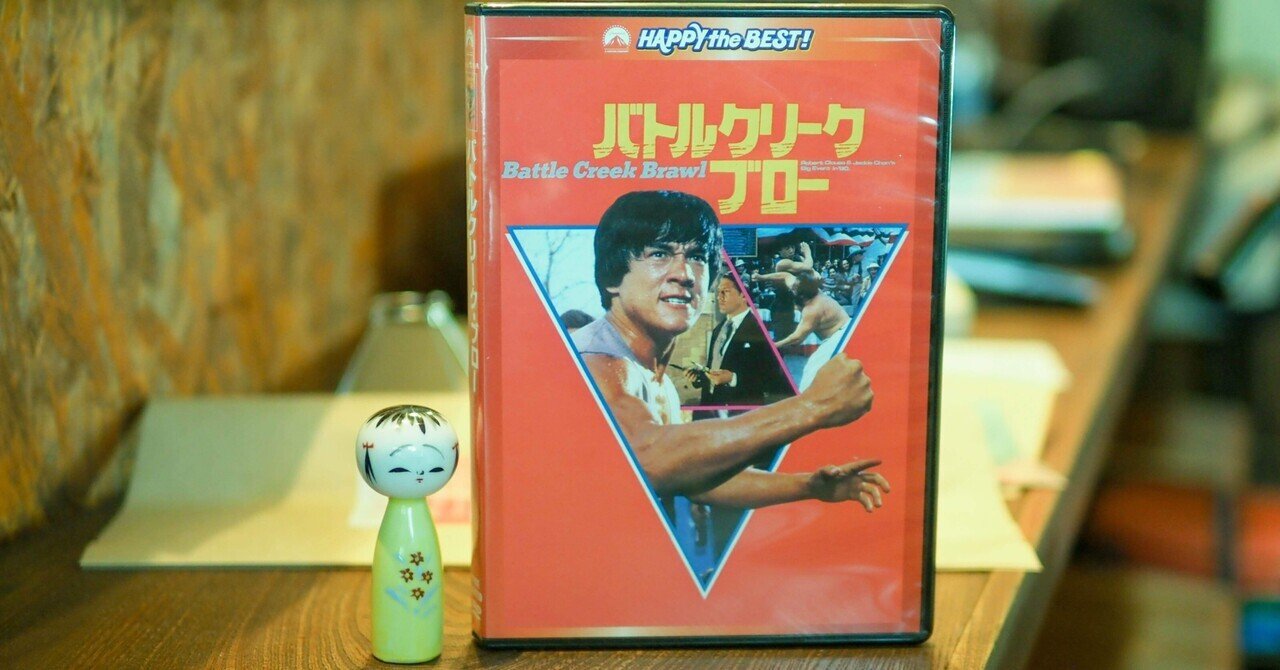 HAPPY the BEST!
バトルクリーク
Battle Creek Brawl
Robert Clouse & Jackie Chan's
Big Event in '80.
ブロー
バトルクリークブロー